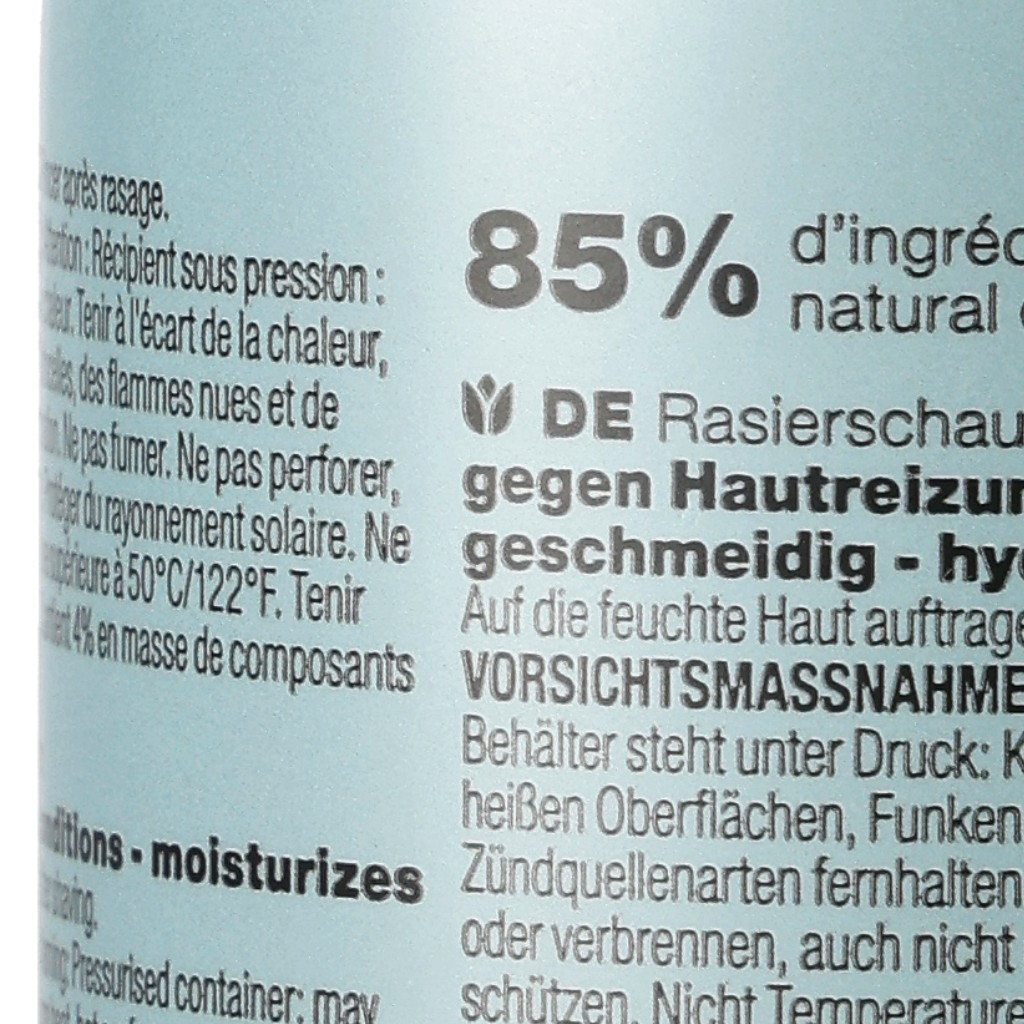 après rasage.
Récipient sous pression :
Tenir à l'écart de la chaleur,
des flammes nues et de
Ne pas fumer. Ne pas perforer,
du rayonnement solaire. Ne
à 50°C/122°F. Tenir
4% en masse de composants
- moisturizes
Pressurised container: may
85%
d'ingréd
natural
DE Rasierschau
gegen Hautreizun
geschmeidig - hyd
Auf die feuchte Haut auftrage
VORSICHTSMASSNAHME
Behälter steht unter Druck: K
heißen Oberflächen, Funken
Zündquellenarten fernhalten
oder verbrennen, auch nicht
schützen. Nicht Temperature